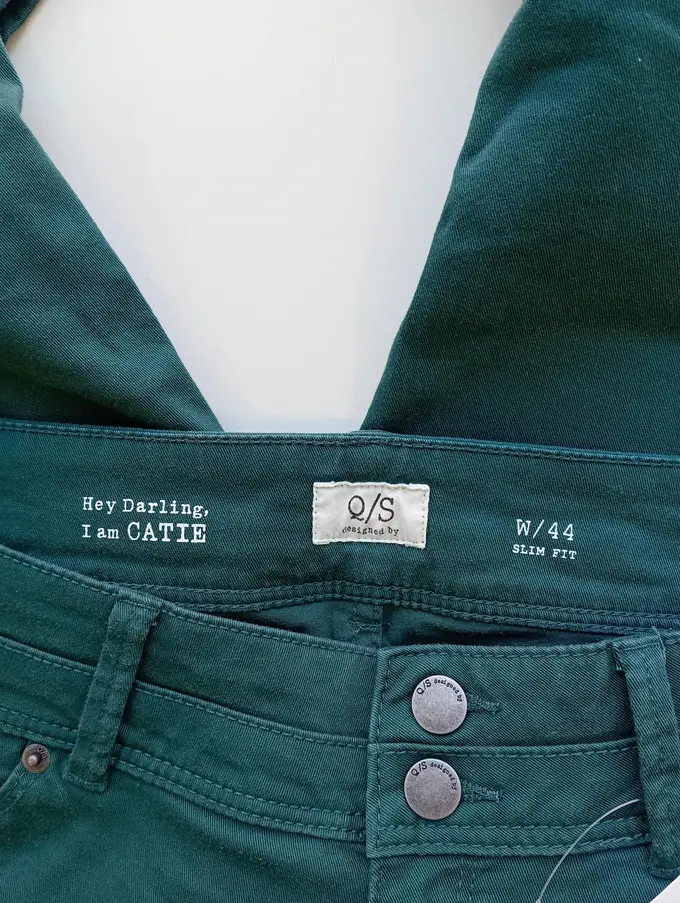 Hey Darling,
I am CATIE
Q/S
designed by
W/44
SLIM FIT
Q/S designed by
Q/S designed by